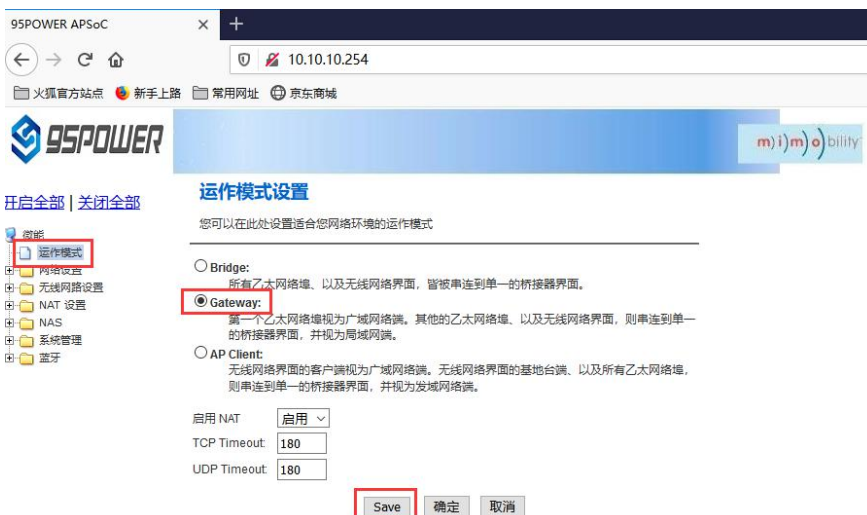 95POWER APSoC
10.10.10.254
火狐官方站点 新手上路 常用网址 京东商城
95POWER
m)i)m)o)bility
开启全部 | 关闭全部
微能
运作模式
网络设置
无线网路设置
NAT 设置
NAS
系统管理
蓝牙
运作模式设置
您可以在此处设置适合您网络环境的运作模式
Bridge:
所有乙太网络埠、以及无线网络界面，皆被串连到单一的桥接器界面。
Gateway:
第一个乙太网络埠视为广域网络端。其他的乙太网络埠、以及无线网络界面，则串连到单一
的桥接器界面，并视为局域网端。
AP Client:
无线网络界面的客户端视为广域网络端。无线网络界面的基地台端、以及所有乙太网络埠，
则串连到单一的桥接器界面，并视为发域网络端。
启用 NAT 启用
TCP Timeout: 180
UDP Timeout: 180
Save 确定 取消